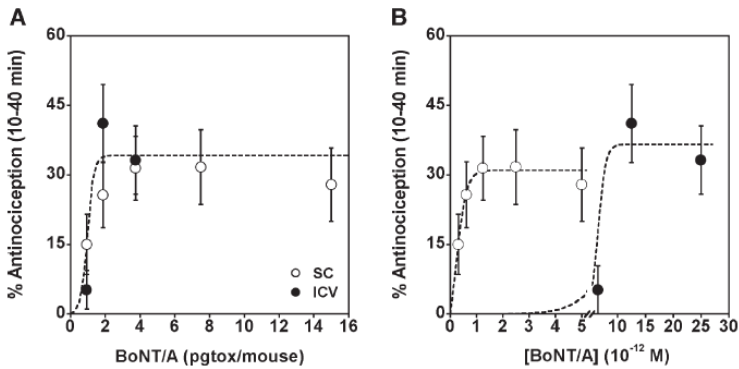 A
% Antinociception (10-40 min)
60
45
30
15
0
SC
ICV
0 2 4 6 8 10 12 14 16
BoNT/A (pgtox/mouse)
B
% Antinociception (10-40 min)
60
45
30
15
0
0 1 2 3 4 5 10 15 20 25 30
[BoNT/A] (10⁻¹² M)